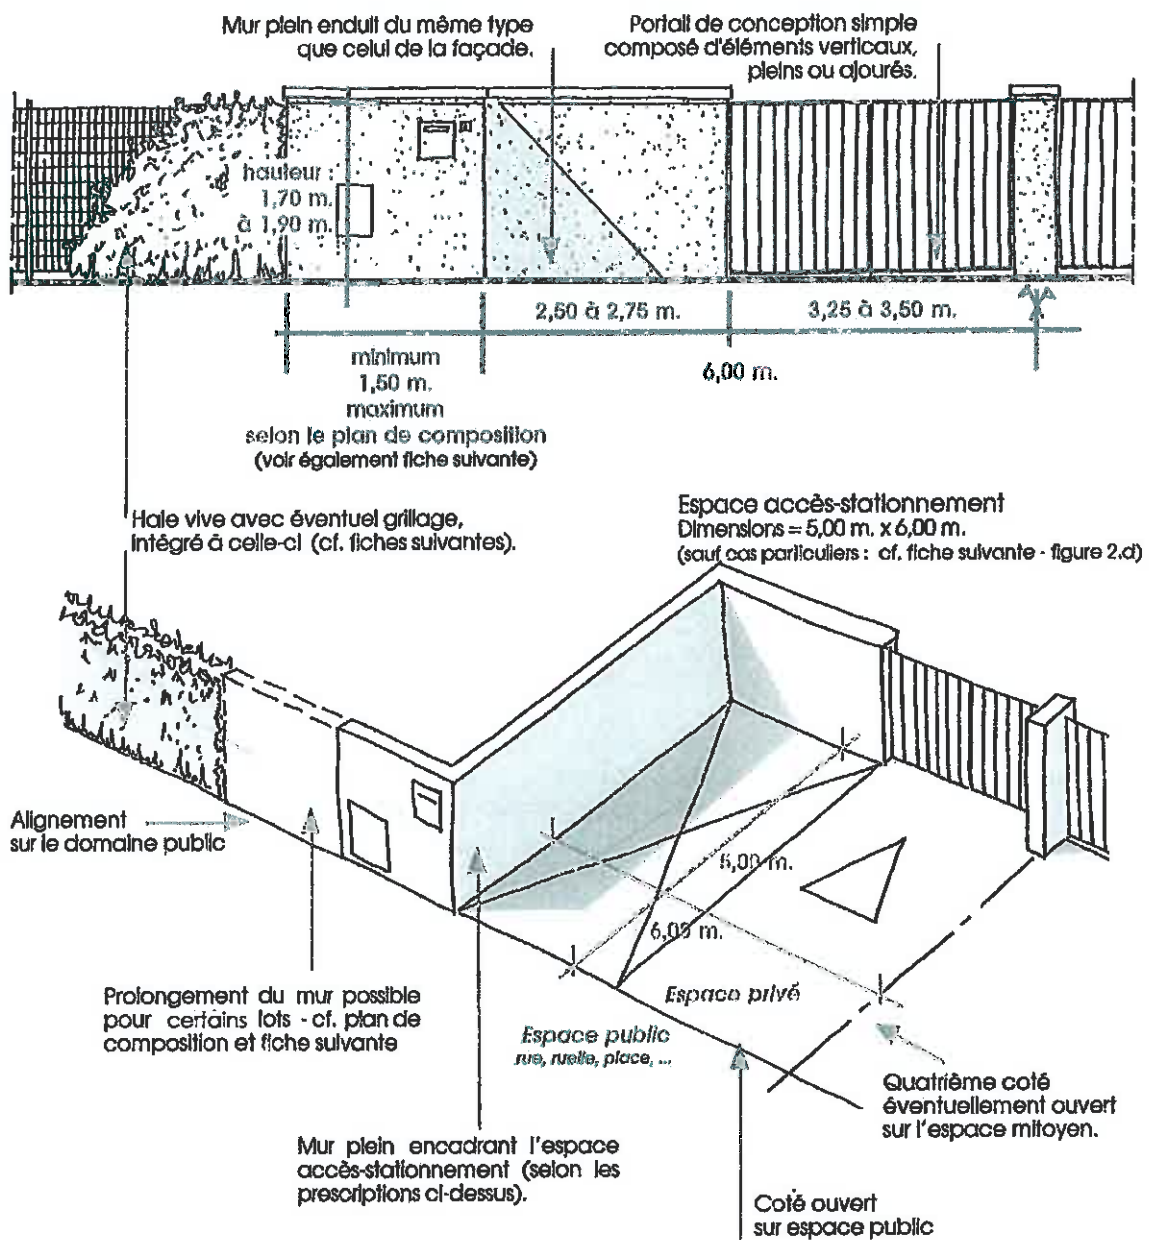 Mur plein enduit du même type
que celui de la façade.
Portail de conception simple
composé d'éléments verticaux,
pleins ou ajourés.
hauteur :
1,70 m.
à 1,90 m.
2,50 à 2,75 m.
3,25 à 3,50 m.
minimum
1,50 m.
maximum
selon le plan de composition
(voir également fiche suivante)
6,00 m.
Haie vive avec éventuel grillage,
intégré à celle-ci (cf. fiches suivantes).
Espace accès-stationnement
Dimensions = 5,00 m. x 6,00 m.
(sauf cas particuliers : cf. fiche suivante - figure 2.d)
Alignement
sur le domaine public
5,00 m.
6,00 m.
Espace privé
Espace public
rue, ruelle, place, ...
Prolongement du mur possible
pour certains lots - cf. plan de
composition et fiche suivante
Quatrième coté
éventuellement ouvert
sur l'espace mitoyen.
Mur plein encadrant l'espace
accès-stationnement (selon les
prescriptions ci-dessus).
Coté ouvert
sur espace public